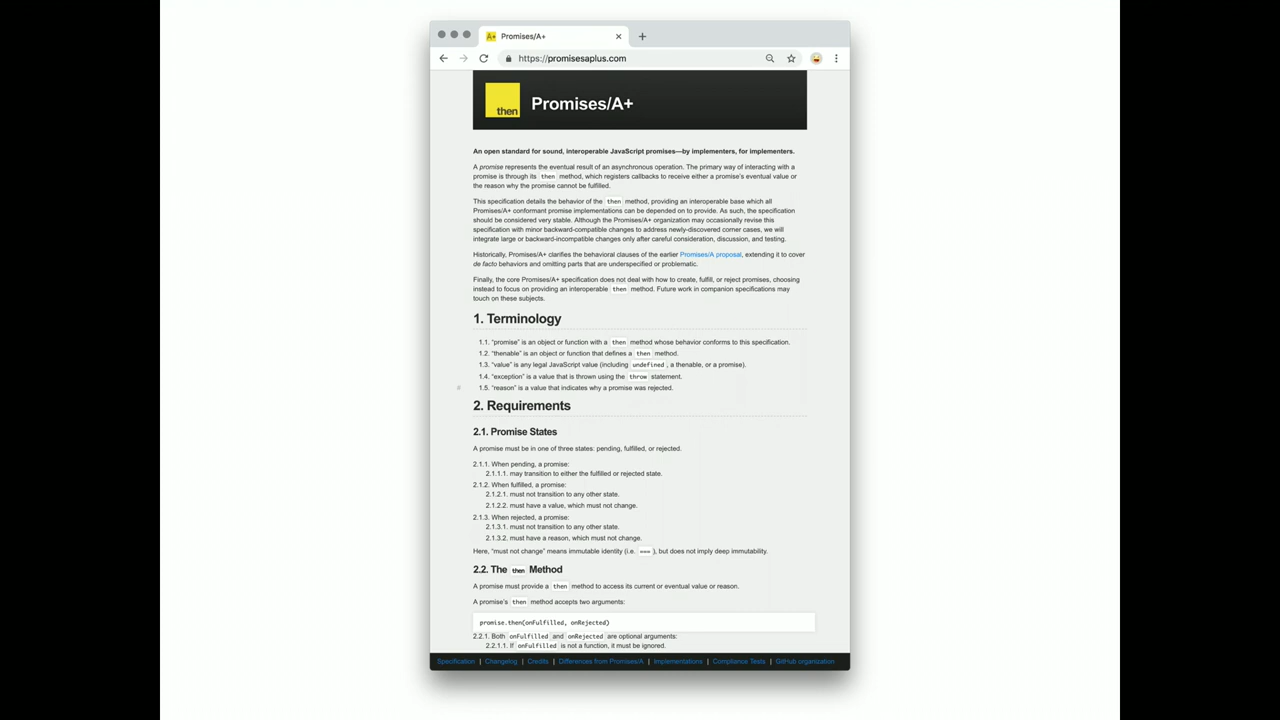 Promises/A+
https://promisesaplus.com
then
Promises/A+
An open standard for sound, interoperable JavaScript promises—by implementers, for implementers.
A promise represents the eventual result of an asynchronous operation. The primary way of interacting with a
promise is through its then method, which registers callbacks to receive either a promise's eventual value or
the reason why the promise cannot be fulfilled.
This specification details the behavior of the then method, providing an interoperable base which all
Promises/A+ conformant promise implementations can be depended on to provide. As such, the specification
should be considered very stable. Although the Promises/A+ organization may occasionally revise this
specification with minor backward-compatible changes to address newly-discovered corner cases, we will
integrate large or backward-incompatible changes only after careful consideration, discussion, and testing.
Historically, Promises/A+ clarifies the behavioral clauses of the earlier Promises/A proposal, extending it to cover
de facto behaviors and omitting parts that are underspecified or problematic.
Finally, the core Promises/A+ specification does not deal with how to create, fulfill, or reject promises, choosing
instead to focus on providing an interoperable then method. Future work in companion specifications may
touch on these subjects.
1. Terminology
1.1. “promise” is an object or function with a then method whose behavior conforms to this specification.
1.2. “thenable” is an object or function that defines a then method.
1.3. “value” is any legal JavaScript value (including undefined, a thenable, or a promise).
1.4. “exception” is a value that is thrown using the throw statement.
# 1.5. “reason” is a value that indicates why a promise was rejected.
2. Requirements
2.1. Promise States
A promise must be in one of three states: pending, fulfilled, or rejected.
2.1.1. When pending, a promise:
2.1.1.1. may transition to either the fulfilled or rejected state.
2.1.2. When fulfilled, a promise:
2.1.2.1. must not transition to any other state.
2.1.2.2. must have a value, which must not change.
2.1.3. When rejected, a promise:
2.1.3.1. must not transition to any other state.
2.1.3.2. must have a reason, which must not change.
Here, “must not change” means immutable identity (i.e. ===), but does not imply deep immutability.
2.2. The then Method
A promise must provide a then method to access its current or eventual value or reason.
A promise's then method accepts two arguments:
promise.then(onFulfilled, onRejected)
2.2.1. Both onFulfilled and onRejected are optional arguments:
2.2.1.1. If onFulfilled is not a function, it must be ignored.
Specification | Changelog | Credits | Differences from Promises/A | Implementations | Compliance Tests | GitHub organization